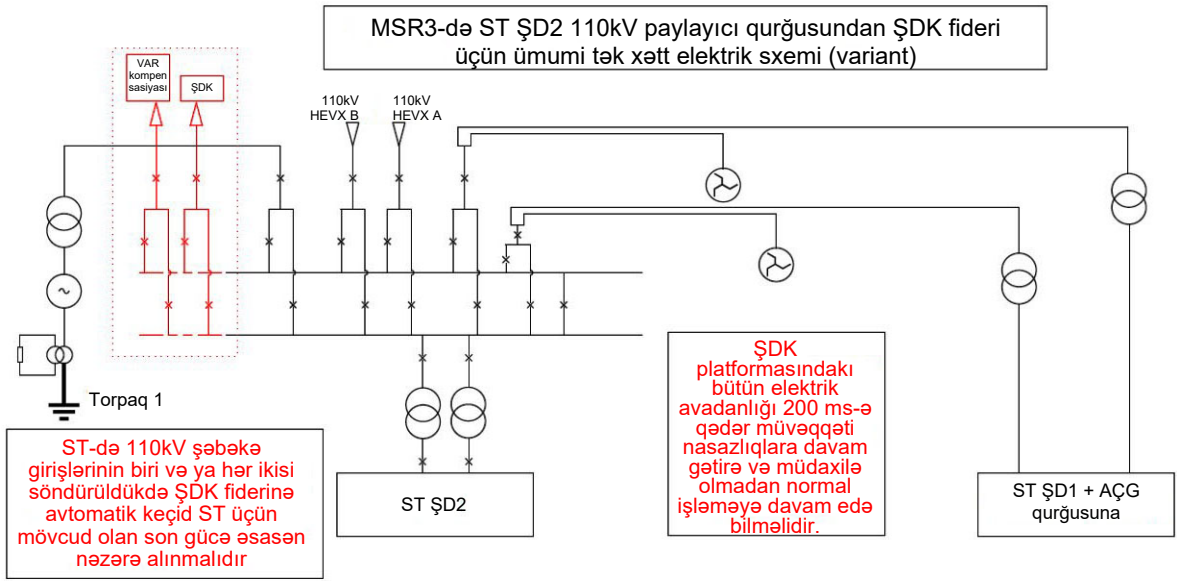 MSR3-də ST ŞD2 110kV paylayıcı qurğusundan ŞDK fideri
üçün ümumi tək xətt elektrik sxemi (variant)
VAR
kompen
sasiyası
ŞDK
110kV
HEVX B
110kV
HEVX A
~
Torpaq 1
ST-də 110kV şəbəkə
girişlərinin biri və ya hər ikisi
söndürüldükdə ŞDK fiderinə
avtomatik keçid ST üçün
mövcud olan son gücə əsasən
nəzərə alınmalıdır
ST ŞD2
ŞDK
platformasındakı
bütün elektrik
avadanlığı 200 ms-ə
qədər müvəqqəti
nasazlıqlara davam
gətirə və müdaxilə
olmadan normal
işləməyə davam edə
bilməlidir.
ST ŞD1 + AÇG
qurğusuna